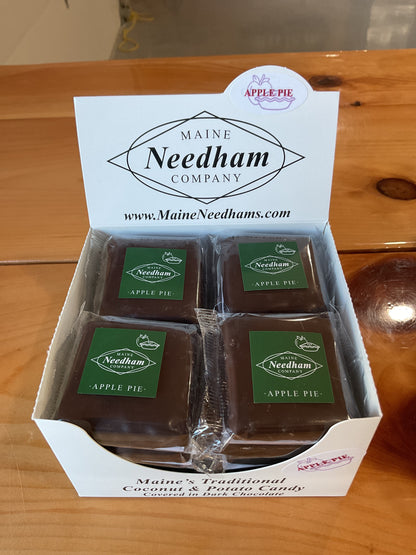 APPLE PIE
MAINE
Needham
COMPANY
www.MaineNeedhams.com
MAINE
Needham
COMPANY
·APPLE PIE·
MAINE
Needham
COMPANY
·APPLE PIE·
MAINE
Needham
COMPANY
·APPLE PIE·
MAINE
Needham
COMPANY
·APPLE PIE·
APPLE PIE
Maine's Traditional
Coconut & Potato Candy
Covered in Dark Chocolate